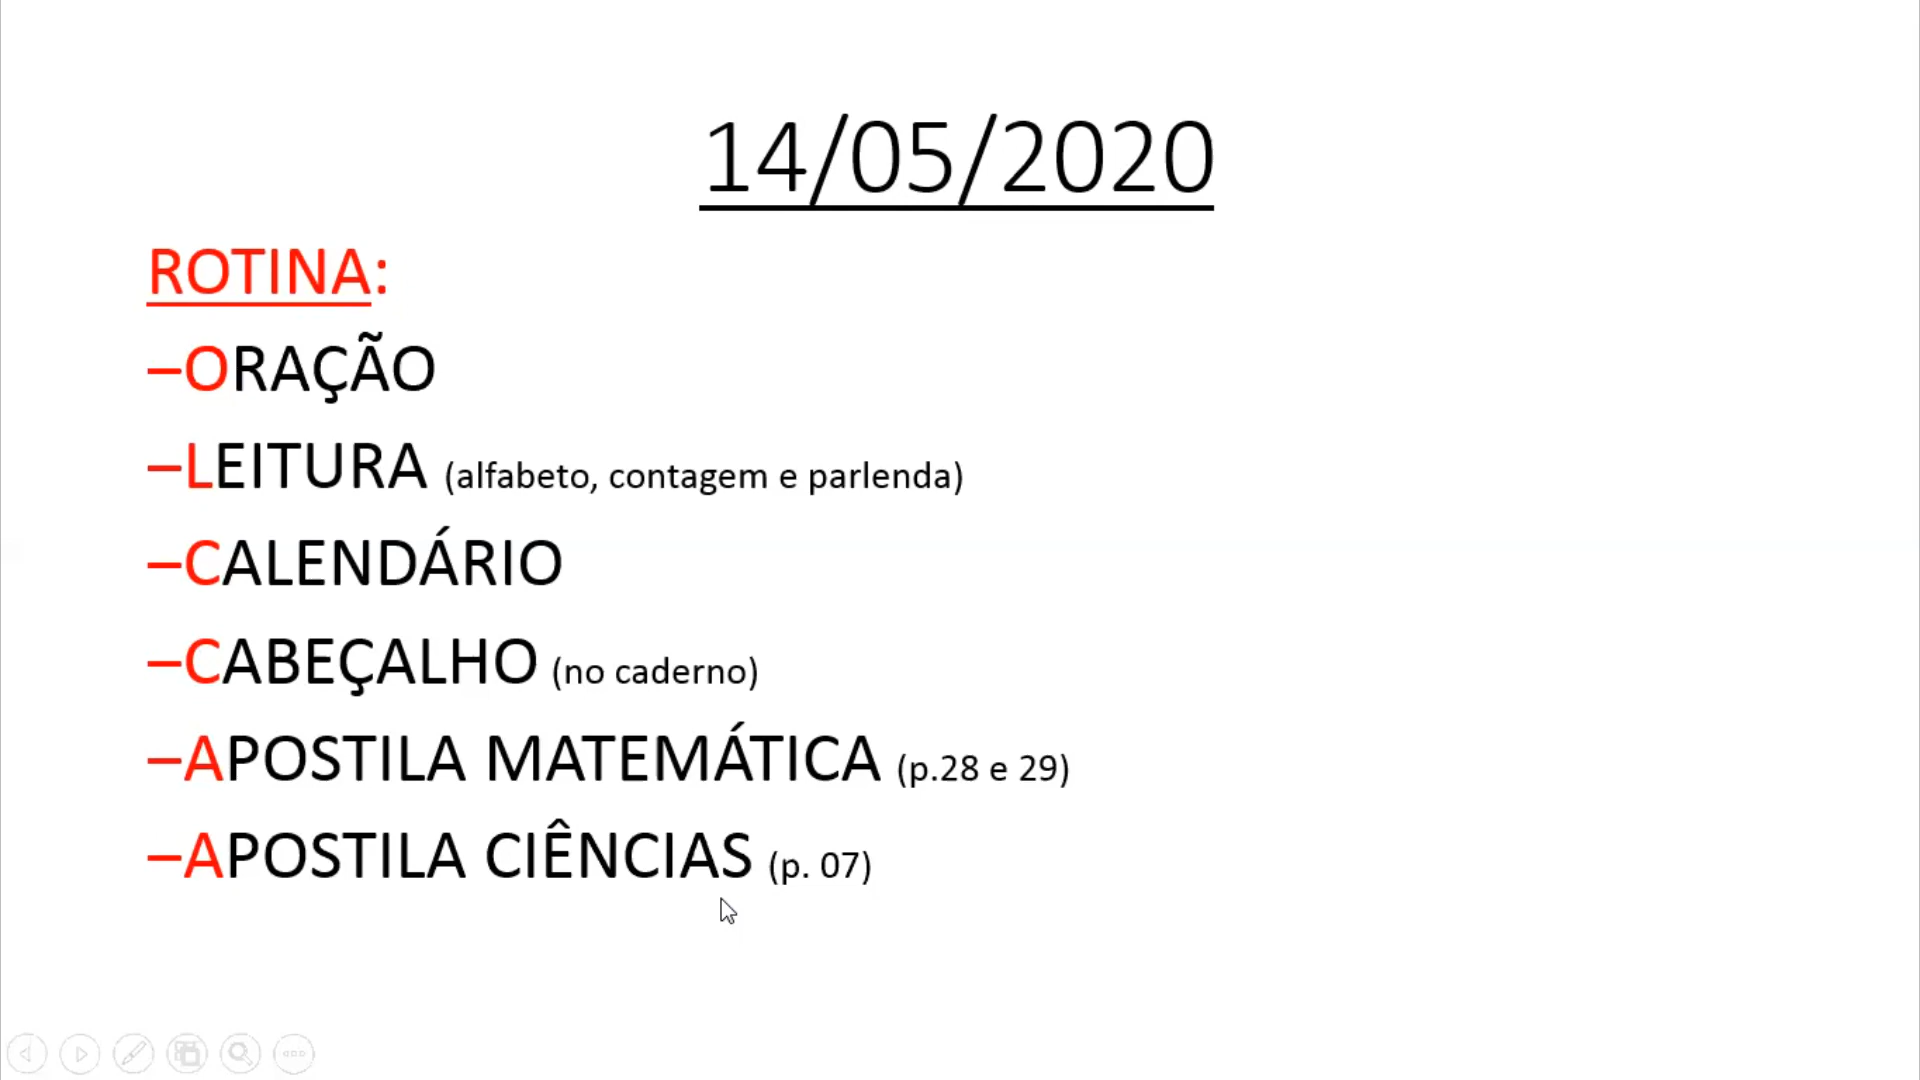 14/05/2020
ROTINA:
–ORAÇÃO
–LEITURA (alfabeto, contagem e parlenda)
–CALENDÁRIO
–CABEÇALHO (no caderno)
–APOSTILA MATEMÁTICA (p.28 e 29)
–APOSTILA CIÊNCIAS (p. 07)